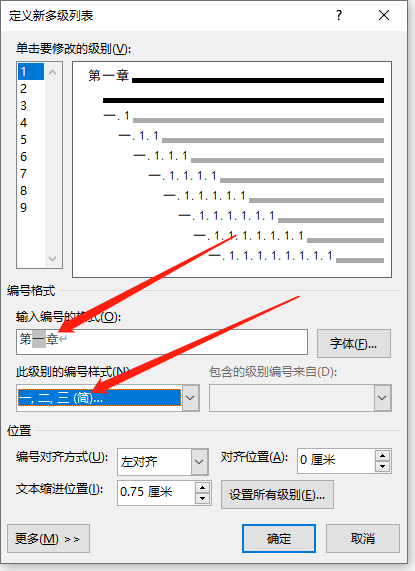 定义新多级列表
单击要修改的级别(V):
1
2
3
4
5
6
7
8
9
第一章
一.1
一.1.1
一.1.1.1
一.1.1.1.1
一.1.1.1.1.1
一.1.1.1.1.1.1
一.1.1.1.1.1.1.1
一.1.1.1.1.1.1.1.1
编号格式
输入编号的格式(O):
第一章↵
字体(F)...
此级别的编号样式(N)
包含的级别编号来自(D):
一, 二, 三 (简)...
位置
编号对齐方式(U):
左对齐
对齐位置(A):
0 厘米
文本缩进位置(I):
0.75 厘米
设置所有级别(E)...
更多(M) >>
确定
取消